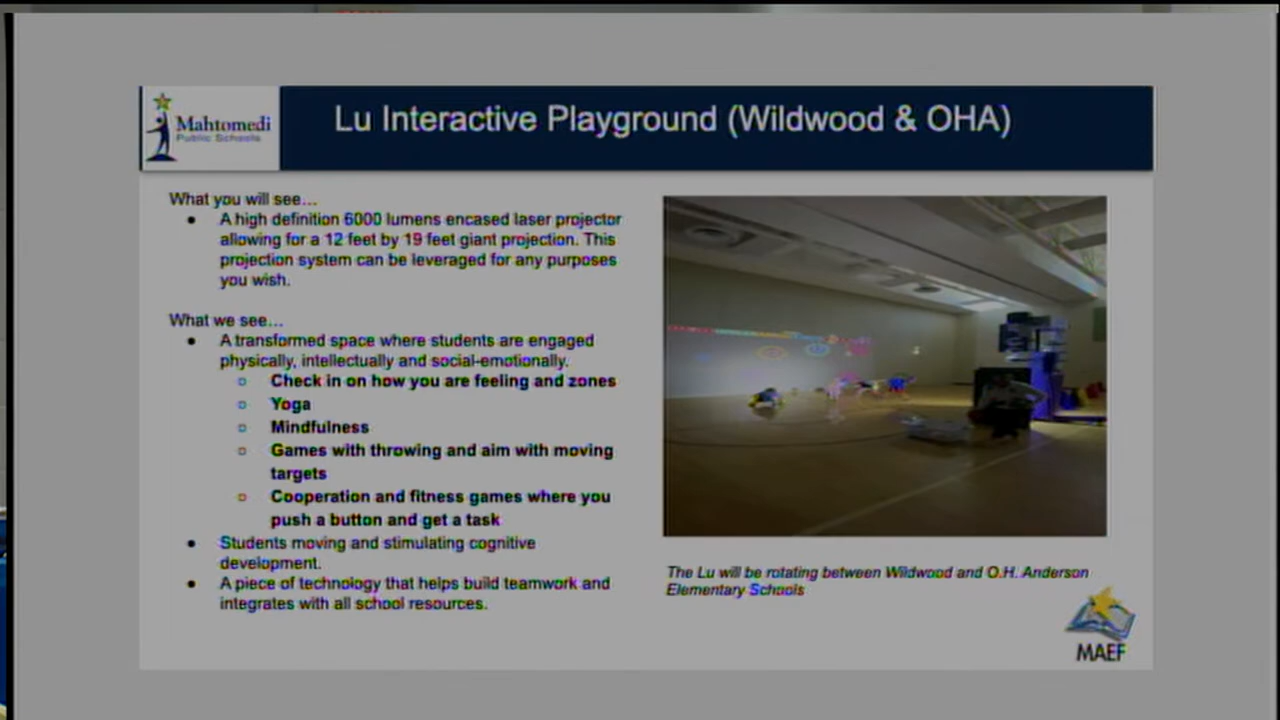 Mahtomedi
Public Schools
Lu Interactive Playground (Wildwood & OHA)
What you will see...
• A high definition 6000 lumens encased laser projector
allowing for a 12 feet by 19 feet giant projection. This
projection system can be leveraged for any purposes
you wish.
What we see...
• A transformed space where students are engaged
physically, intellectually and social-emotionally.
o Check in on how you are feeling and zones
o Yoga
o Mindfulness
o Games with throwing and aim with moving
targets
o Cooperation and fitness games where you
push a button and get a task
• Students moving and stimulating cognitive
development.
• A piece of technology that helps build teamwork and
integrates with all school resources.
The Lu will be rotating between Wildwood and O.H. Anderson
Elementary Schools
MAEF